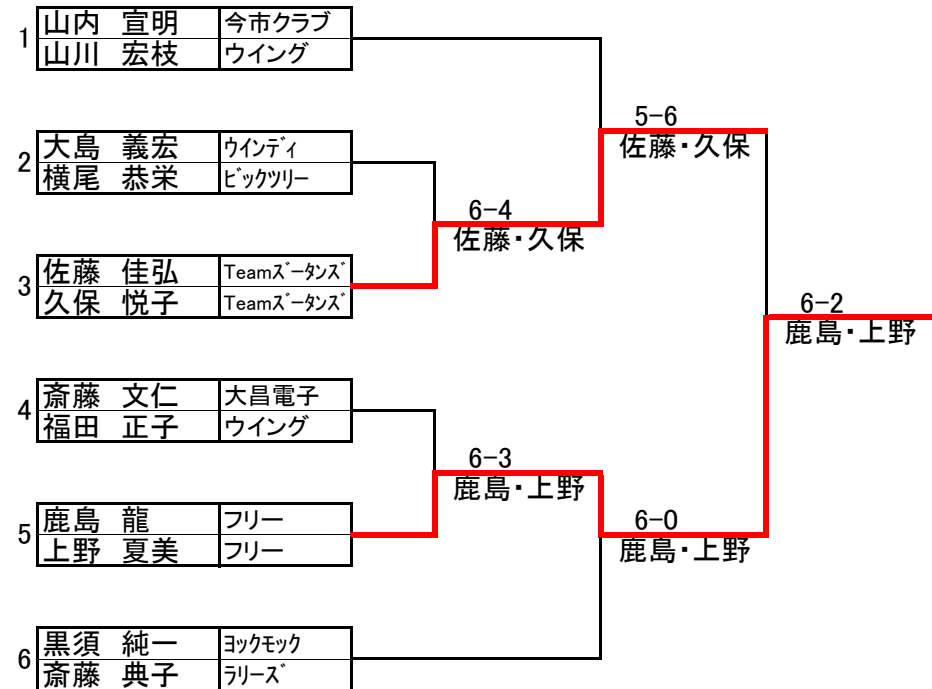 1
山内 宣明 今市クラブ
山川 宏枝 ウイング
2
大島 義宏 ウインディ
横尾 恭栄 ビックツリー
3
佐藤 佳弘 Teamズータンズ
久保 悦子 Teamズータンズ
4
斎藤 文仁 大昌電子
福田 正子 ウイング
5
鹿島 龍 フリー
上野 夏美 フリー
6
黒須 純一 ヨックモック
斎藤 典子 ラリーズ
6-4
佐藤・久保
6-3
鹿島・上野
5-6
佐藤・久保
6-0
鹿島・上野
6-2
鹿島・上野